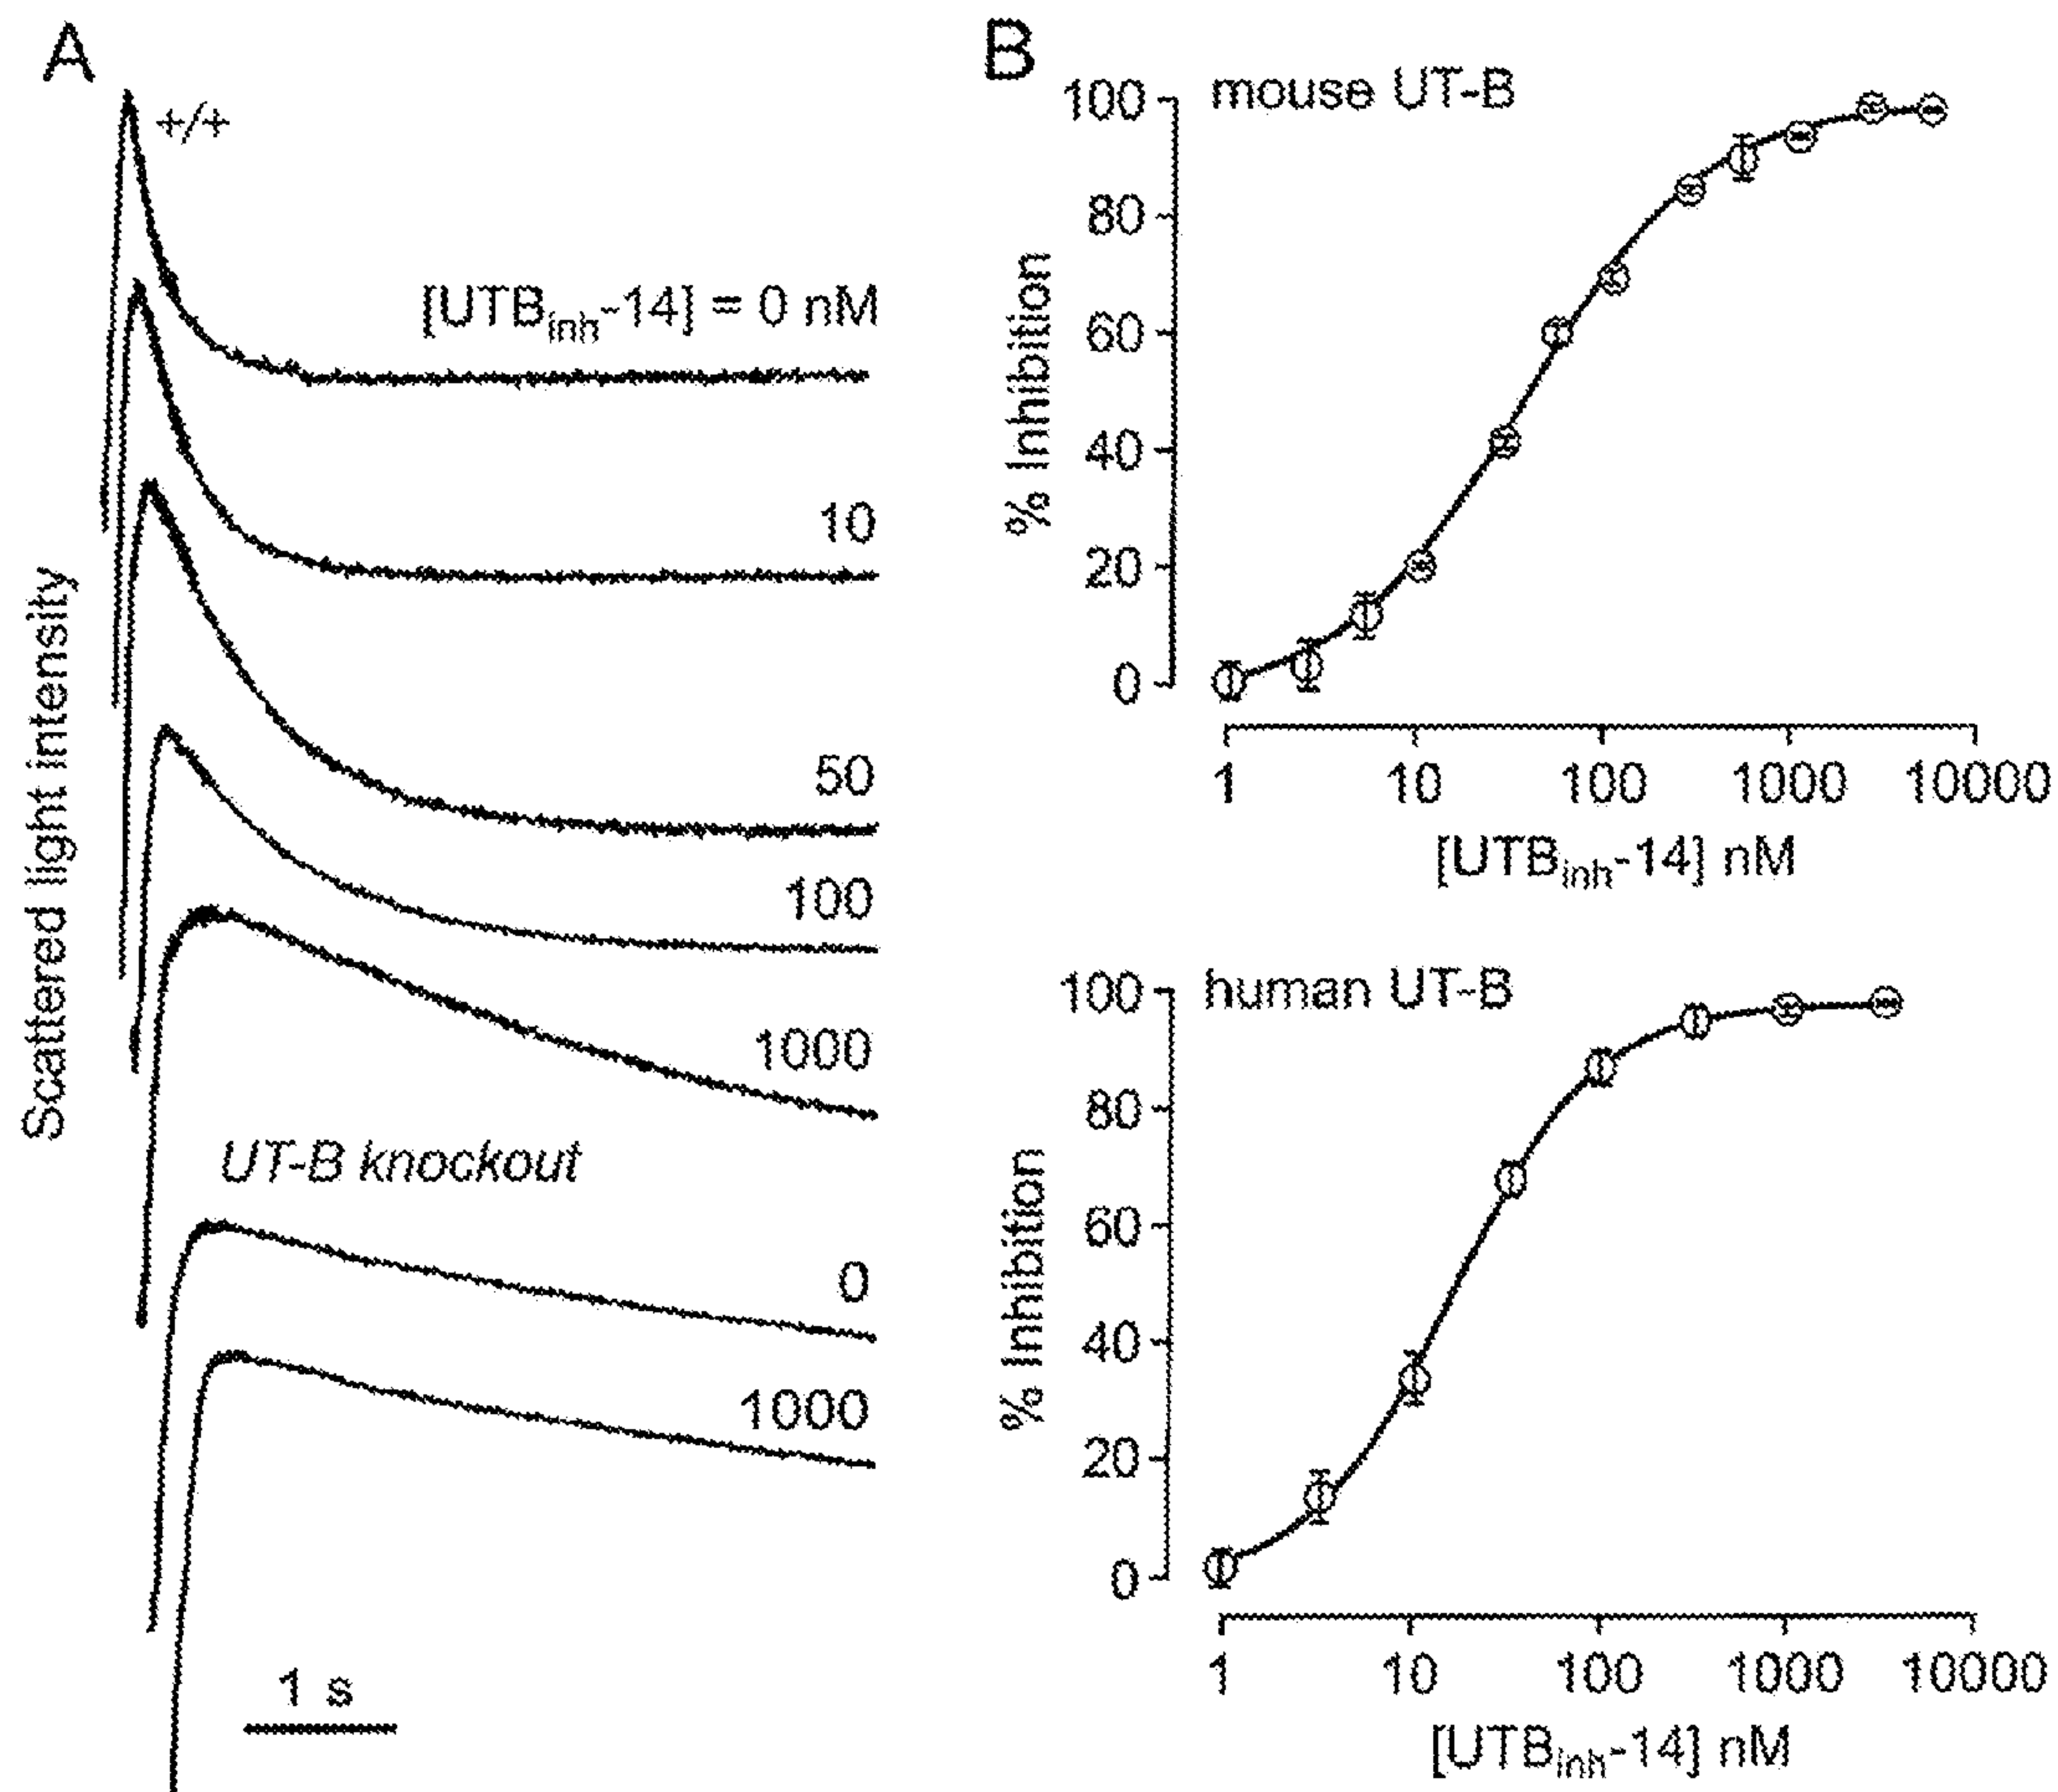 A
+/+
[UTBinh-14] = 0 nM
10
50
100
1000
UT-B knockout
0
1000
Scattered light intensity
1 s
B
mouse UT-B
100
80
60
40
20
0
% Inhibition
1 10 100 1000 10000
[UTBinh-14] nM
human UT-B
100
80
60
40
20
0
% Inhibition
1 10 100 1000 10000
[UTBinh-14] nM